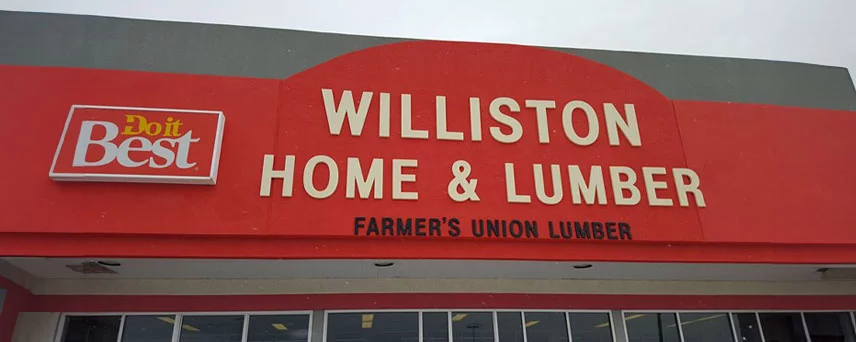 Do it
Best
WILLISTON
HOME & LUMBER
FARMER'S UNION LUMBER